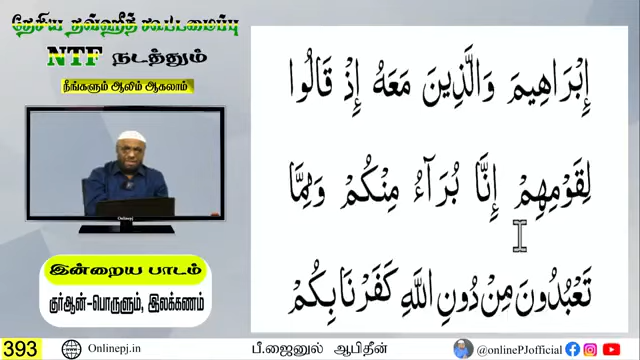 தேசிய தவ்ஹீத் கூட்டமைப்பு
NTF நடத்தும்
நீங்களும் ஆலிம் ஆகலாம்
Onlinepj
இன்றைய பாடம்
குர்ஆன்-பொருளும், இலக்கணம்
إِبْرَاهِيمَ وَالَّذِينَ مَعَهُ إِذْ قَالُوا
لِقَوْمِهِمْ إِنَّا بُرَآءُ مِنْكُمْ وَمِمَّا
تَعْبُدُونَ مِنْ دُونِ اللَّهِ كَفَرْنَا بِكُمْ
393 Onlinepj.in பீ.ஜைனுல் ஆபிதீன் @onlinePJofficial